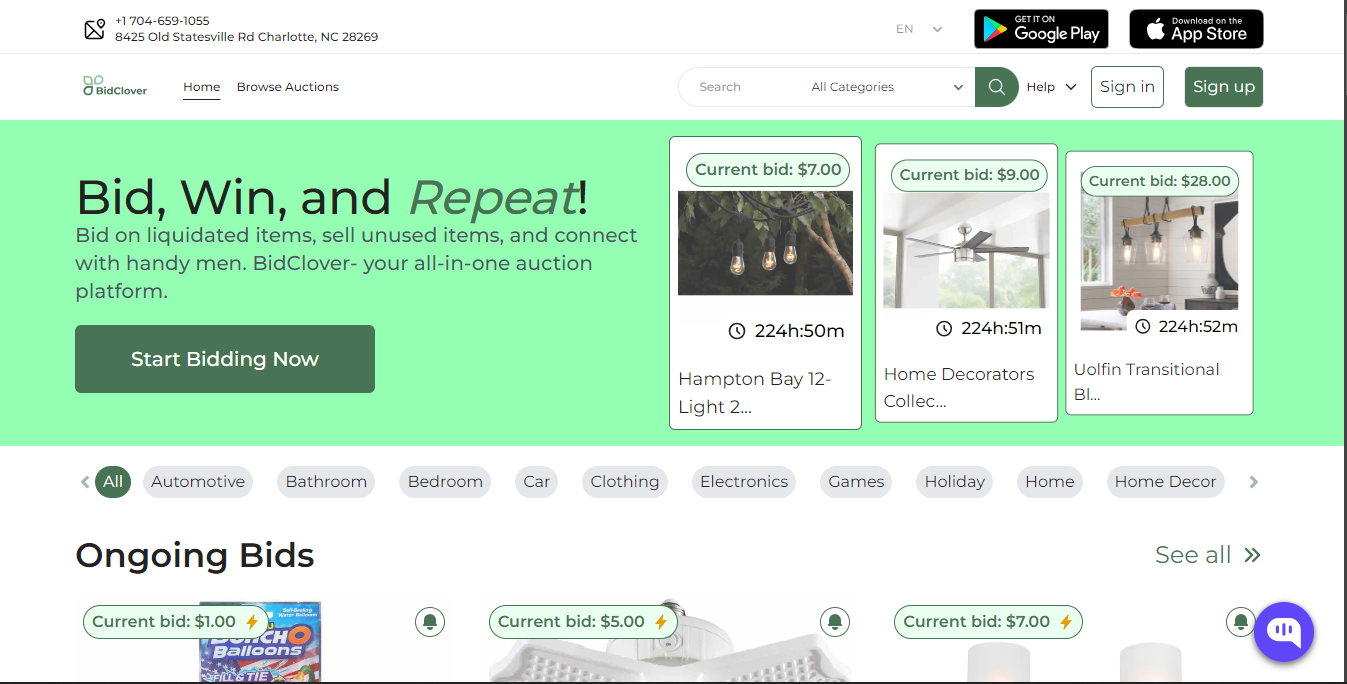 +1 704-659-1055
8425 Old Statesville Rd Charlotte, NC 28269
EN
GET IT ON
Google Play
Download on the
App Store
BidClover
Home
Browse Auctions
Search
All Categories
Help
Sign in
Sign up
Bid, Win, and Repeat!
Bid on liquidated items, sell unused items, and connect
with handy men. BidClover- your all-in-one auction
platform.
Start Bidding Now
Current bid: $7.00
224h:50m
Hampton Bay 12-
Light 2...
Current bid: $9.00
224h:51m
Home Decorators
Collec...
Current bid: $28.00
224h:52m
Uolfin Transitional
Bl...
All
Automotive
Bathroom
Bedroom
Car
Clothing
Electronics
Games
Holiday
Home
Home Decor
Ongoing Bids
See all
Current bid: $1.00
Self-Sealing
Water Balloons
Balloons
FILL & TIE
Current bid: $5.00
Current bid: $7.00